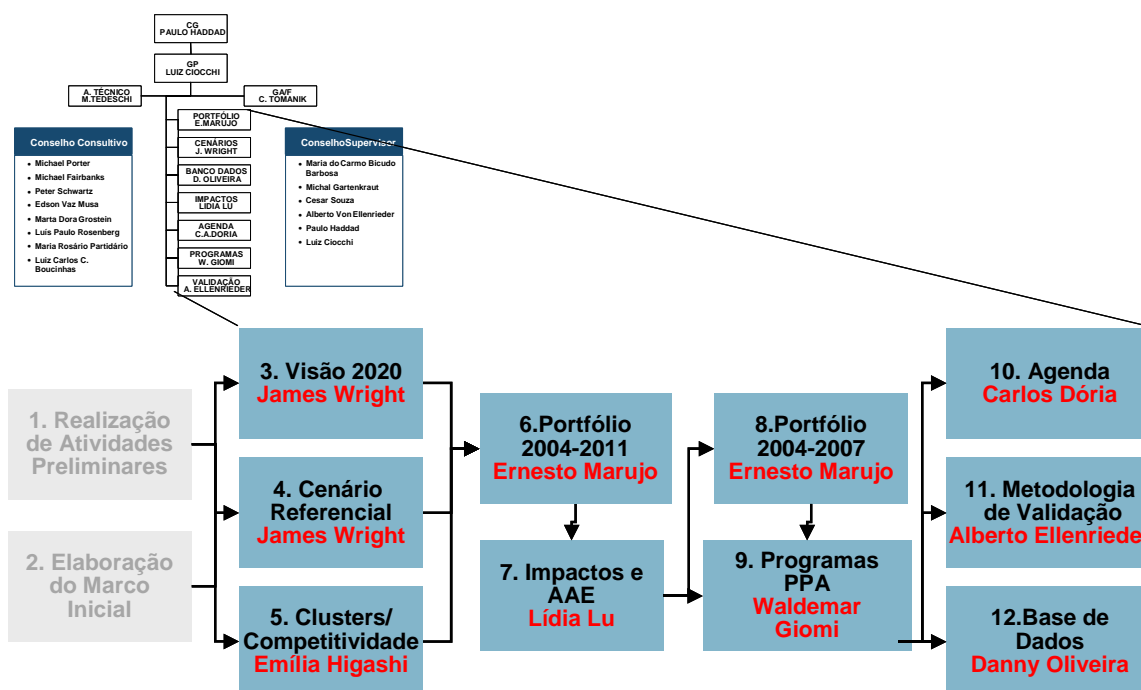 CG
PAULO HADDAD
GP
LUIZ CIOCCHI
A. TÉCNICO
M.TEDESCHI
GA/F
C. TOMANIK
PORTFÓLIO
E.MARUJO
CENÁRIOS
J. WRIGHT
BANCO DADOS
D. OLIVEIRA
IMPACTOS
LIDIA LU
AGENDA
C.A.DORIA
PROGRAMAS
W. GIOMI
VALIDAÇÃO
A. ELLENRIEDER
Conselho Consultivo
• Michael Porter
• Michael Fairbanks
• Peter Schwartz
• Edson Vaz Musa
• Marta Dora Grostein
• Luís Paulo Rosenberg
• Maria Rosário Partidário
• Luiz Carlos C.
Boucinhas
ConselhoSupervisor
• Maria do Carmo Bicudo
Barbosa
• Michal Gartenkraut
• Cesar Souza
• Alberto Von Ellenrieder
• Paulo Haddad
• Luiz Ciocchi
1. Realização
de Atividades
Preliminares
2. Elaboração
do Marco
Inicial
3. Visão 2020
James Wright
4. Cenário
Referencial
James Wright
5. Clusters/
Competitividade
Emília Higashi
6.Portfólio
2004-2011
Ernesto Marujo
7. Impactos e
AAE
Lídia Lu
8.Portfólio
2004-2007
Ernesto Marujo
9. Programas
PPA
Waldemar
Giomi
10. Agenda
Carlos Dória
11. Metodologia
de Validação
Alberto Ellenriede
12.Base de
Dados
Danny Oliveira